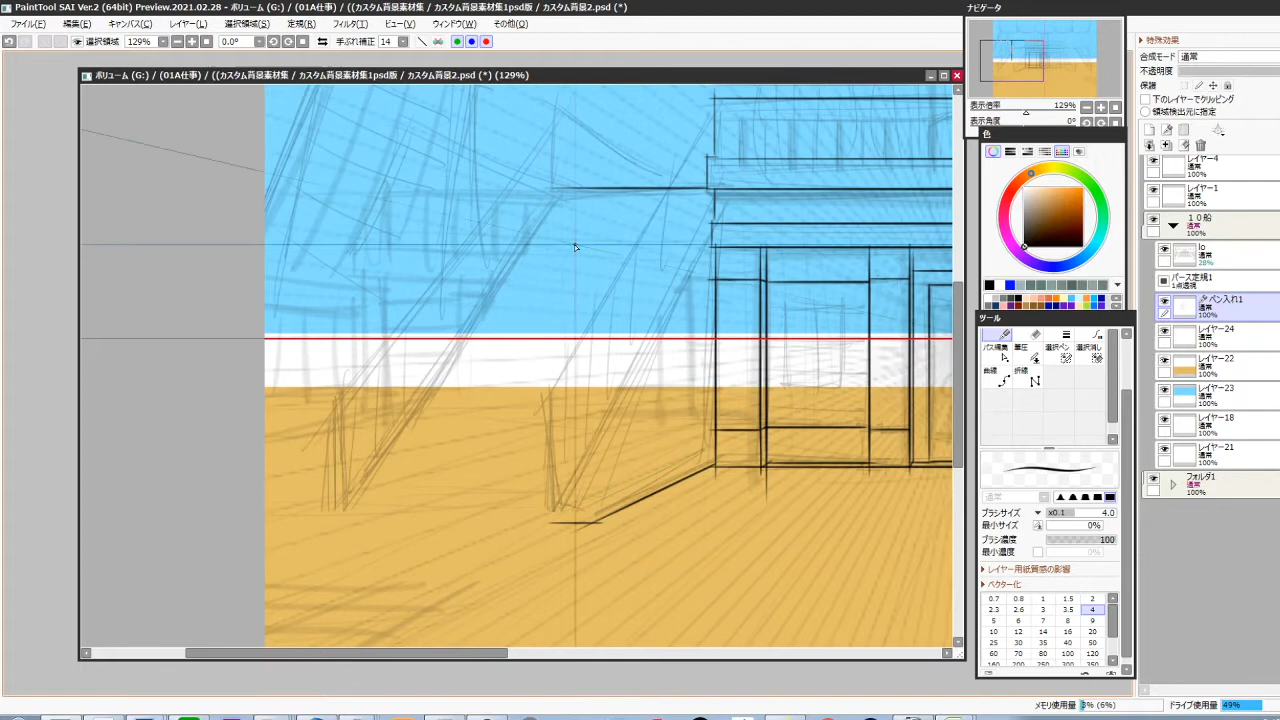 PaintTool SAI Ver.2 (64bit) Preview.2021.02.28 - ボリューム (G:) / (01A仕事) / ((カスタム背景素材集 / カスタム背景素材集1psd版 / カスタム背景2.psd (*) (129%)
ファイル(F) 編集(E) キャンバス(C) レイヤー(L) 選択領域(S) 定規(R) フィルタ(T) ビュー(V) ウィンドウ(W) その他(O)
選択領域 129% 0.0° 手ぶれ補正 14
ボリューム (G:) / (01A仕事) / ((カスタム背景素材集 / カスタム背景素材集1psd版 / カスタム背景2.psd (*) (129%)
ナビゲータ
表示倍率 129%
表示角度 0°
色
ツール
パス編集 筆圧 選択ペン 選択消し
曲線 折線
通常
ブラシサイズ x0.1 4.0
最小サイズ 0%
ブラシ濃度 100
最小濃度 0%
レイヤー用紙質感の影響
ベクター化
0.7 0.8 1 1.5 2
2.3 2.6 3 3.5 4
5 6 7 8 9
10 12 14 16 20
25 30 35 40 50
60 70 80 100 120
160 200 250 300 350
特殊効果
合成モード 通常
不透明度
保護
下のレイヤーでクリッピング
領域検出元に指定
レイヤー4
100%
レイヤー1
通常
100%
１０船
通常
100%
lo
通常
28%
パース定規1
1点透視
ペン入れ1
通常
100%
レイヤー24
通常
100%
レイヤー22
通常
100%
レイヤー23
通常
100%
レイヤー18
通常
100%
レイヤー21
通常
100%
フォルダ1
通常
100%
メモリ使用量 3% (6%) ドライブ使用量 49%